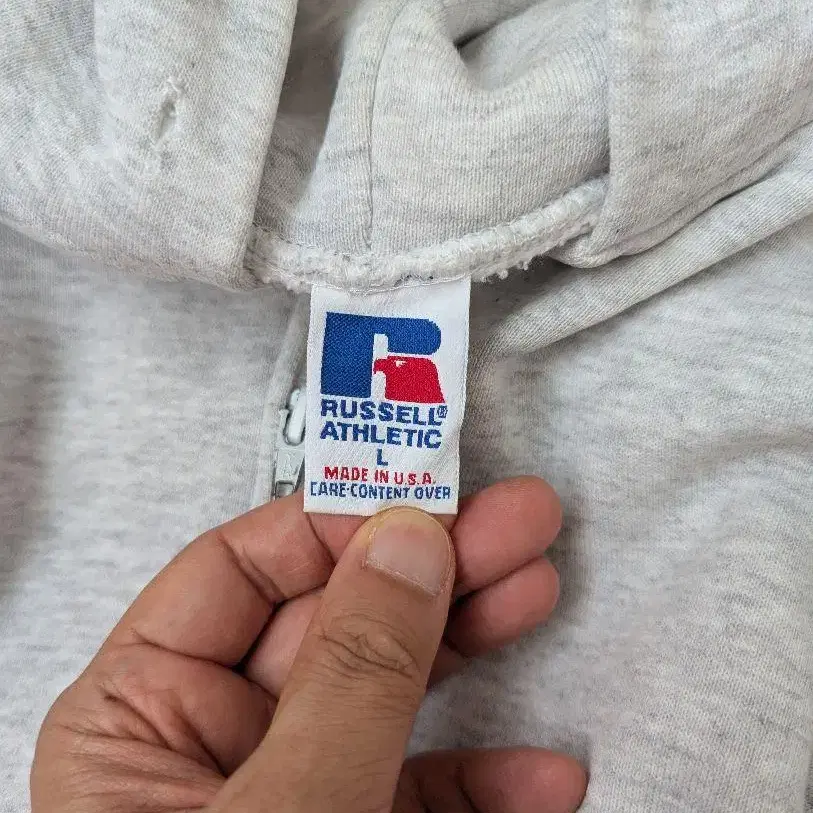 RUSSELL®
ATHLETIC
L
MADE IN U.S.A.
CARE·CONTENT OVER